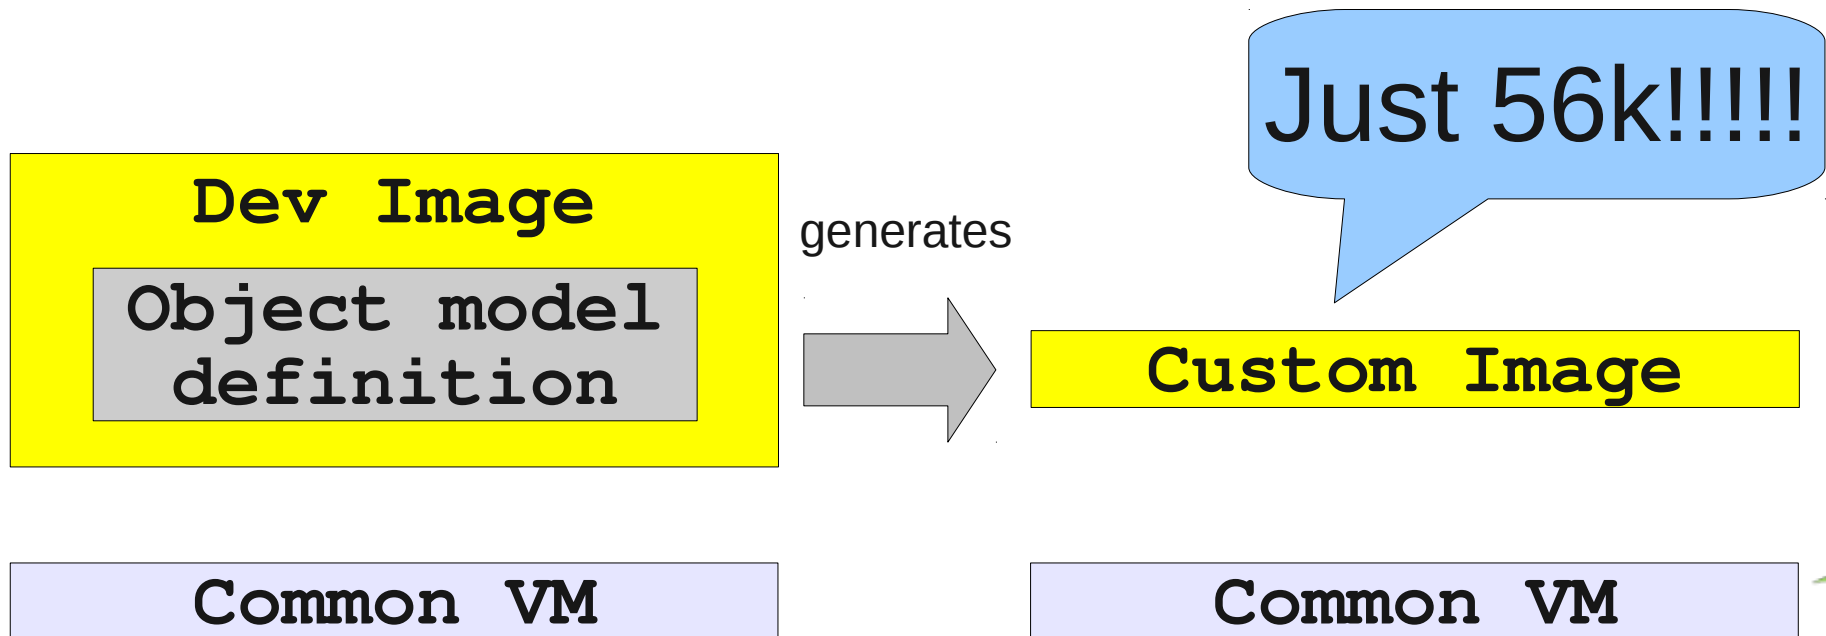 Just 56k!!!!!
Dev Image
generates
Object model
definition
Custom Image
Common VM
Common VM